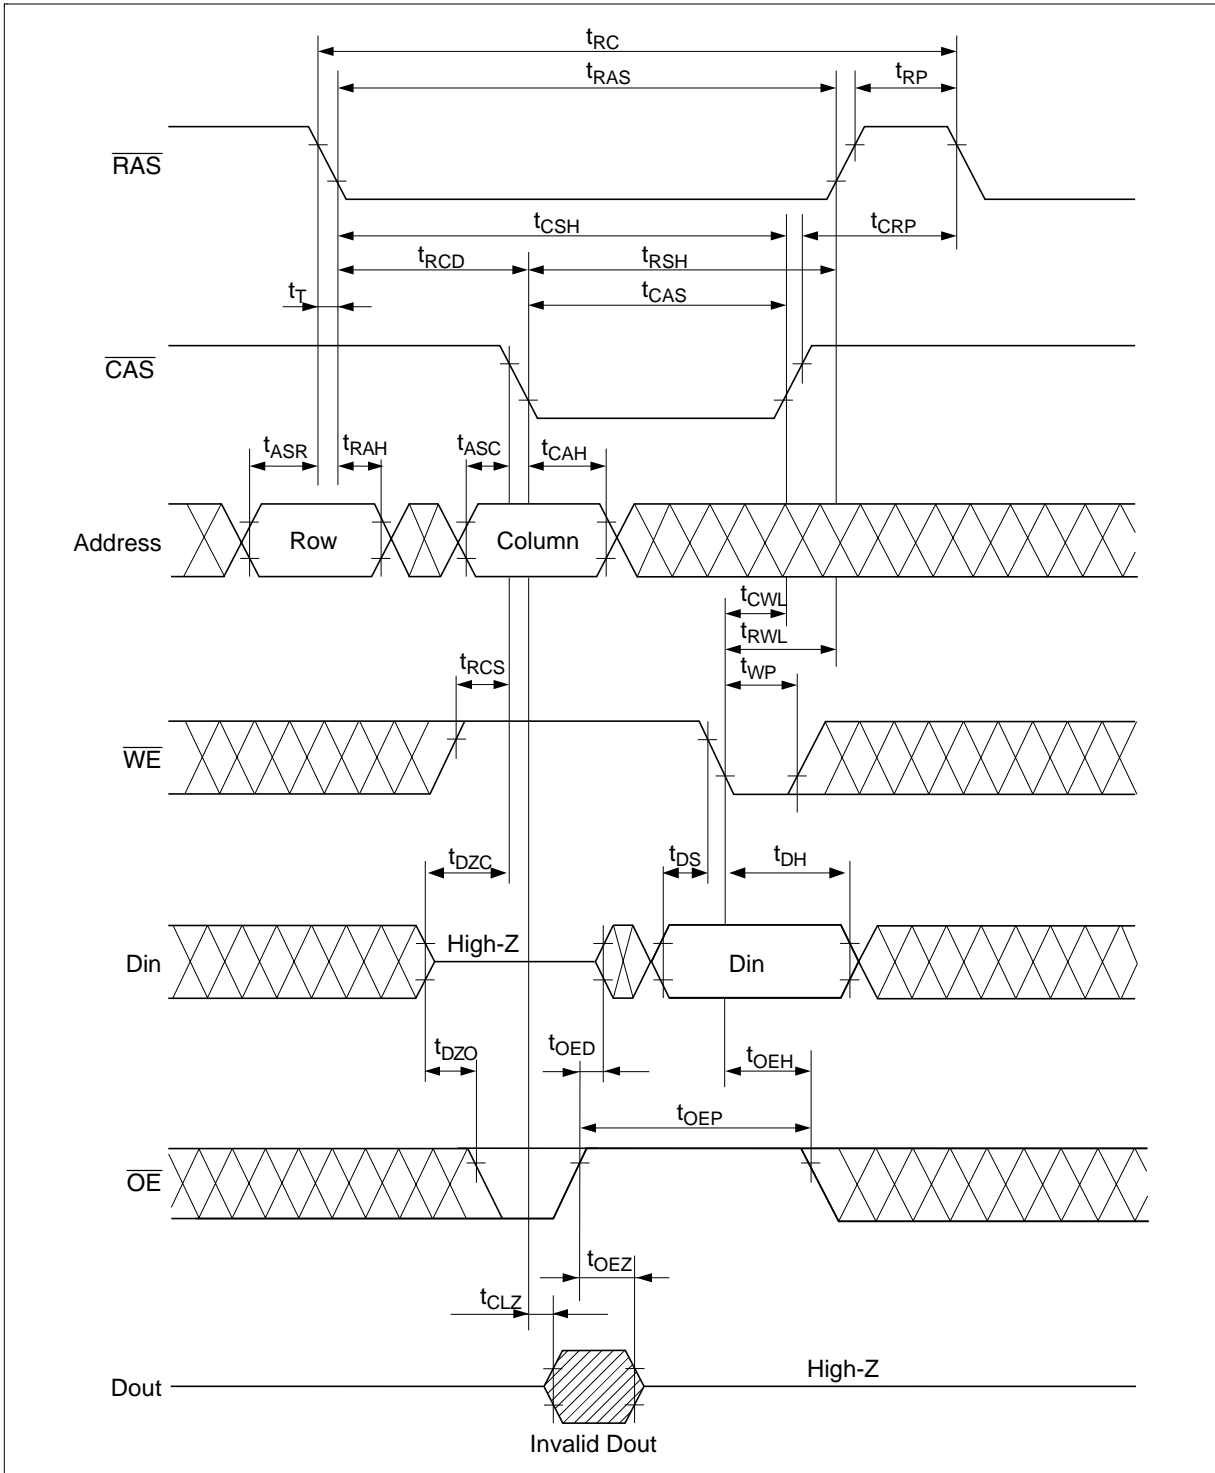 tRC
tRAS
tRP
RAS
tCSH
tCRP
tRCD
tRSH
tT
tCAS
CAS
tASR
tRAH
tASC
tCAH
Address
Row
Column
tCWL
tRWL
tRCS
tWP
WE
tDZC
tDS
tDH
High-Z
Din
Din
tDZO
tOED
tOEH
tOEP
OE
tOEZ
tCLZ
High-Z
Dout
Invalid Dout